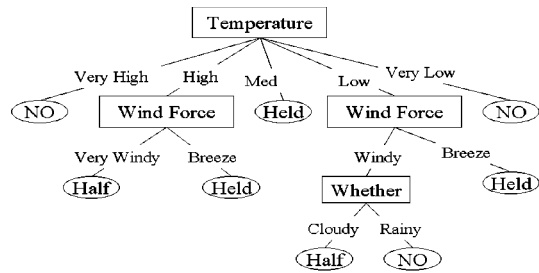 Temperature
Very High
High
Med
Low
Very Low
NO
Wind Force
Held
Wind Force
NO
Very Windy
Breeze
Windy
Breeze
Half
Held
Whether
Held
Cloudy
Rainy
Half
NO